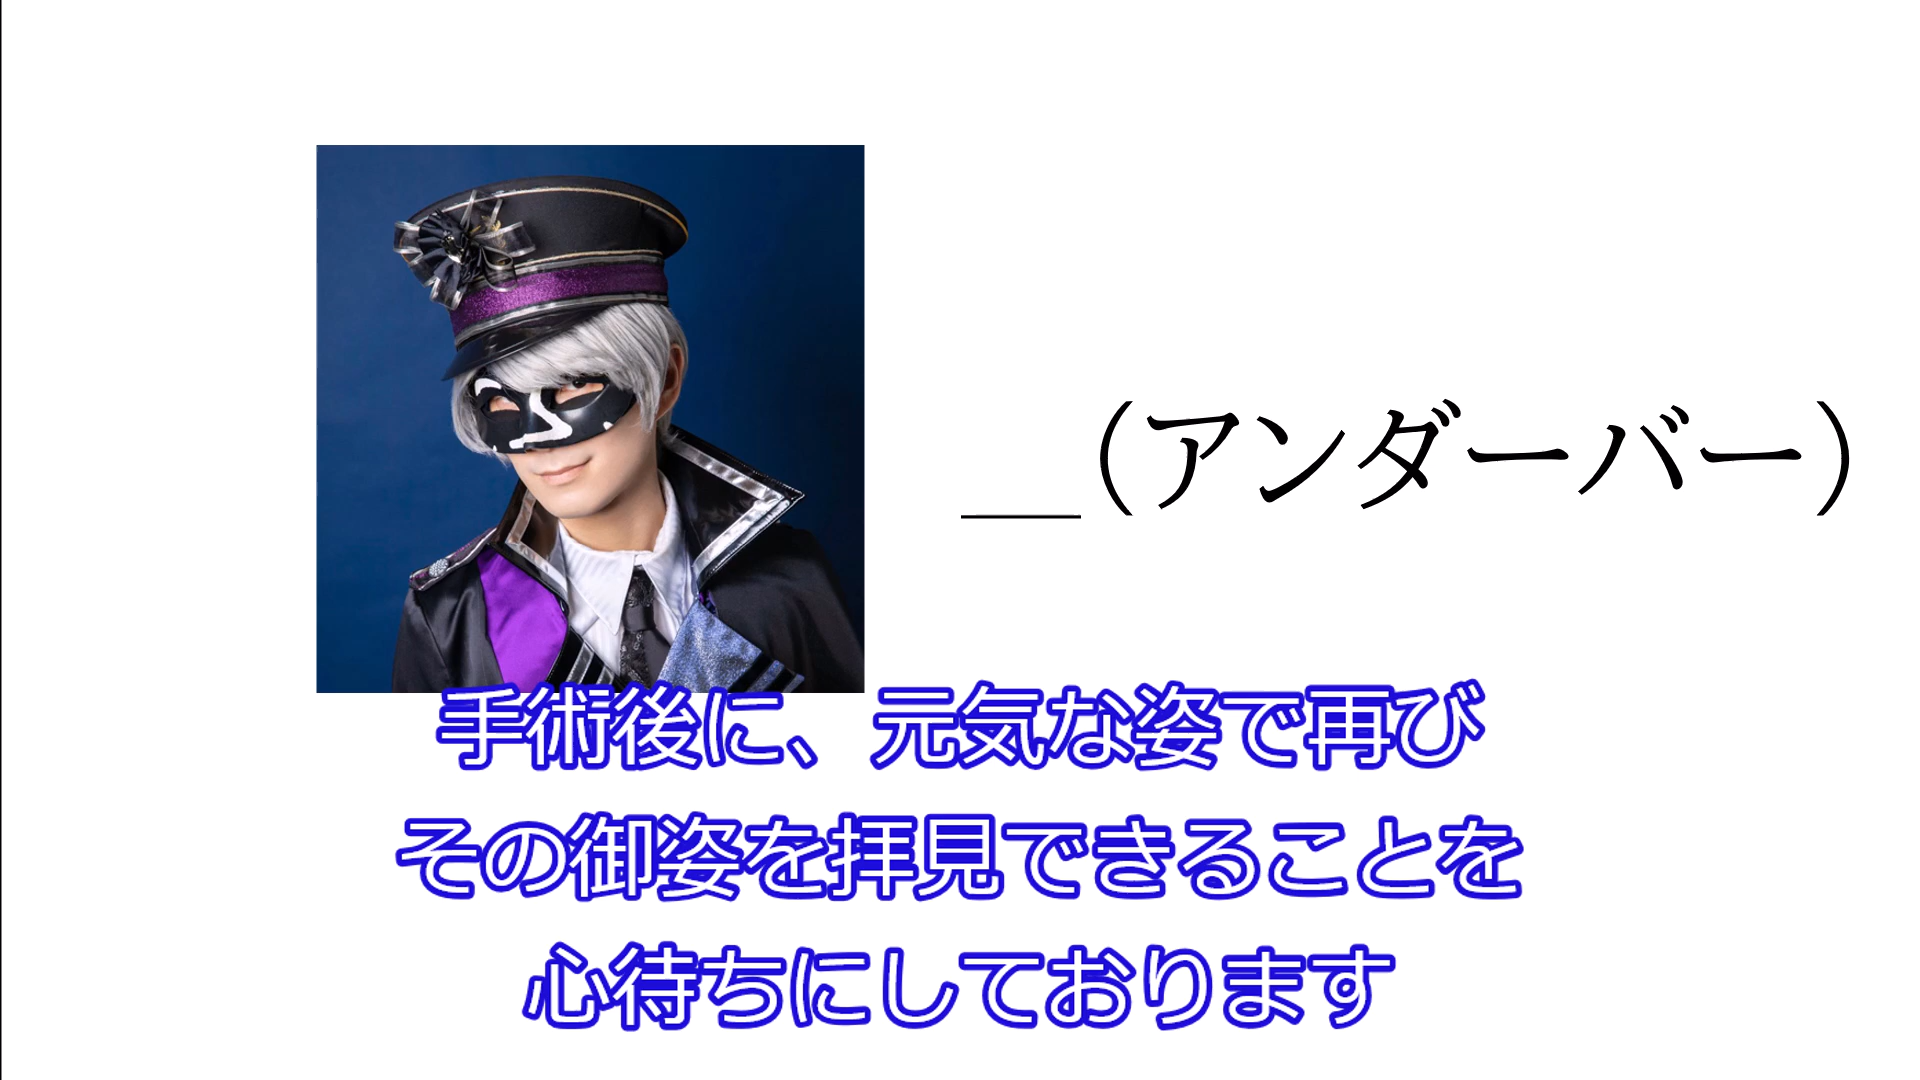 ＿（アンダーバー）
手術後に、元気な姿で再び
その御姿を拝見できることを
心待ちにしております